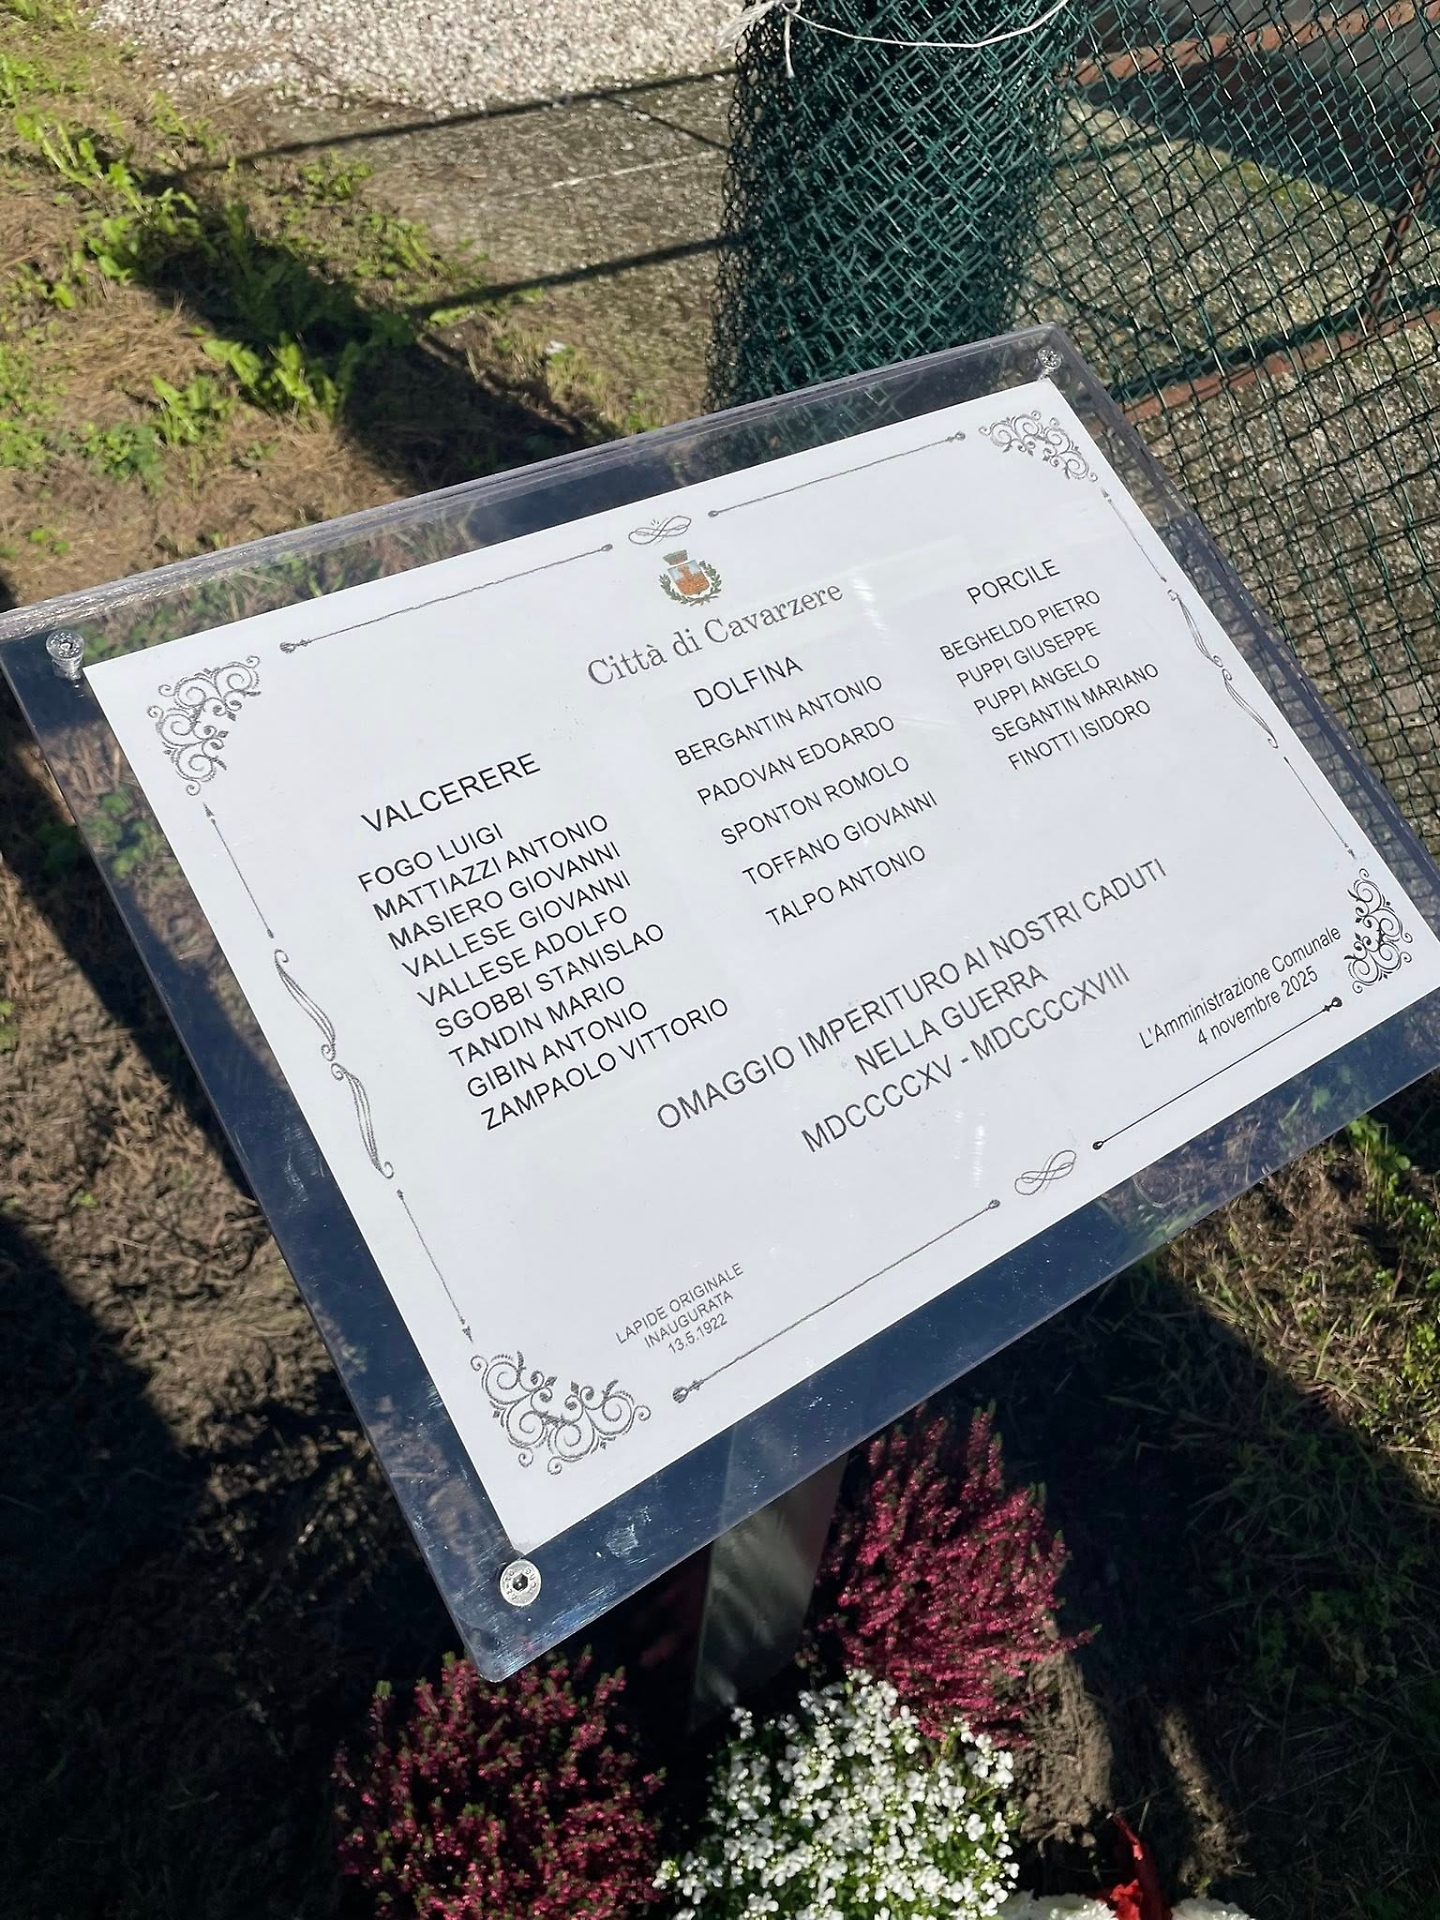 Città di Cavarzere
VALCERERE
FOGO LUIGI
MATTIAZZI ANTONIO
MASIERO GIOVANNI
VALLESE GIOVANNI
VALLESE ADOLFO
SGOBBI STANISLAO
TANDIN MARIO
GIBIN ANTONIO
ZAMPAOLO VITTORIO
DOLFINA
BERGANTIN ANTONIO
PADOVAN EDOARDO
SPONTON ROMOLO
TOFFANO GIOVANNI
TALPO ANTONIO
PORCILE
BEGHELDO PIETRO
PUPPI GIUSEPPE
PUPPI ANGELO
SEGANTIN MARIANO
FINOTTI ISIDORO
OMAGGIO IMPERITURO AI NOSTRI CADUTI
NELLA GUERRA
MDCCCCXV - MDCCCCXVIII
L'Amministrazione Comunale
4 novembre 2025
LAPIDE ORIGINALE
INAUGURATA
13.5.1922